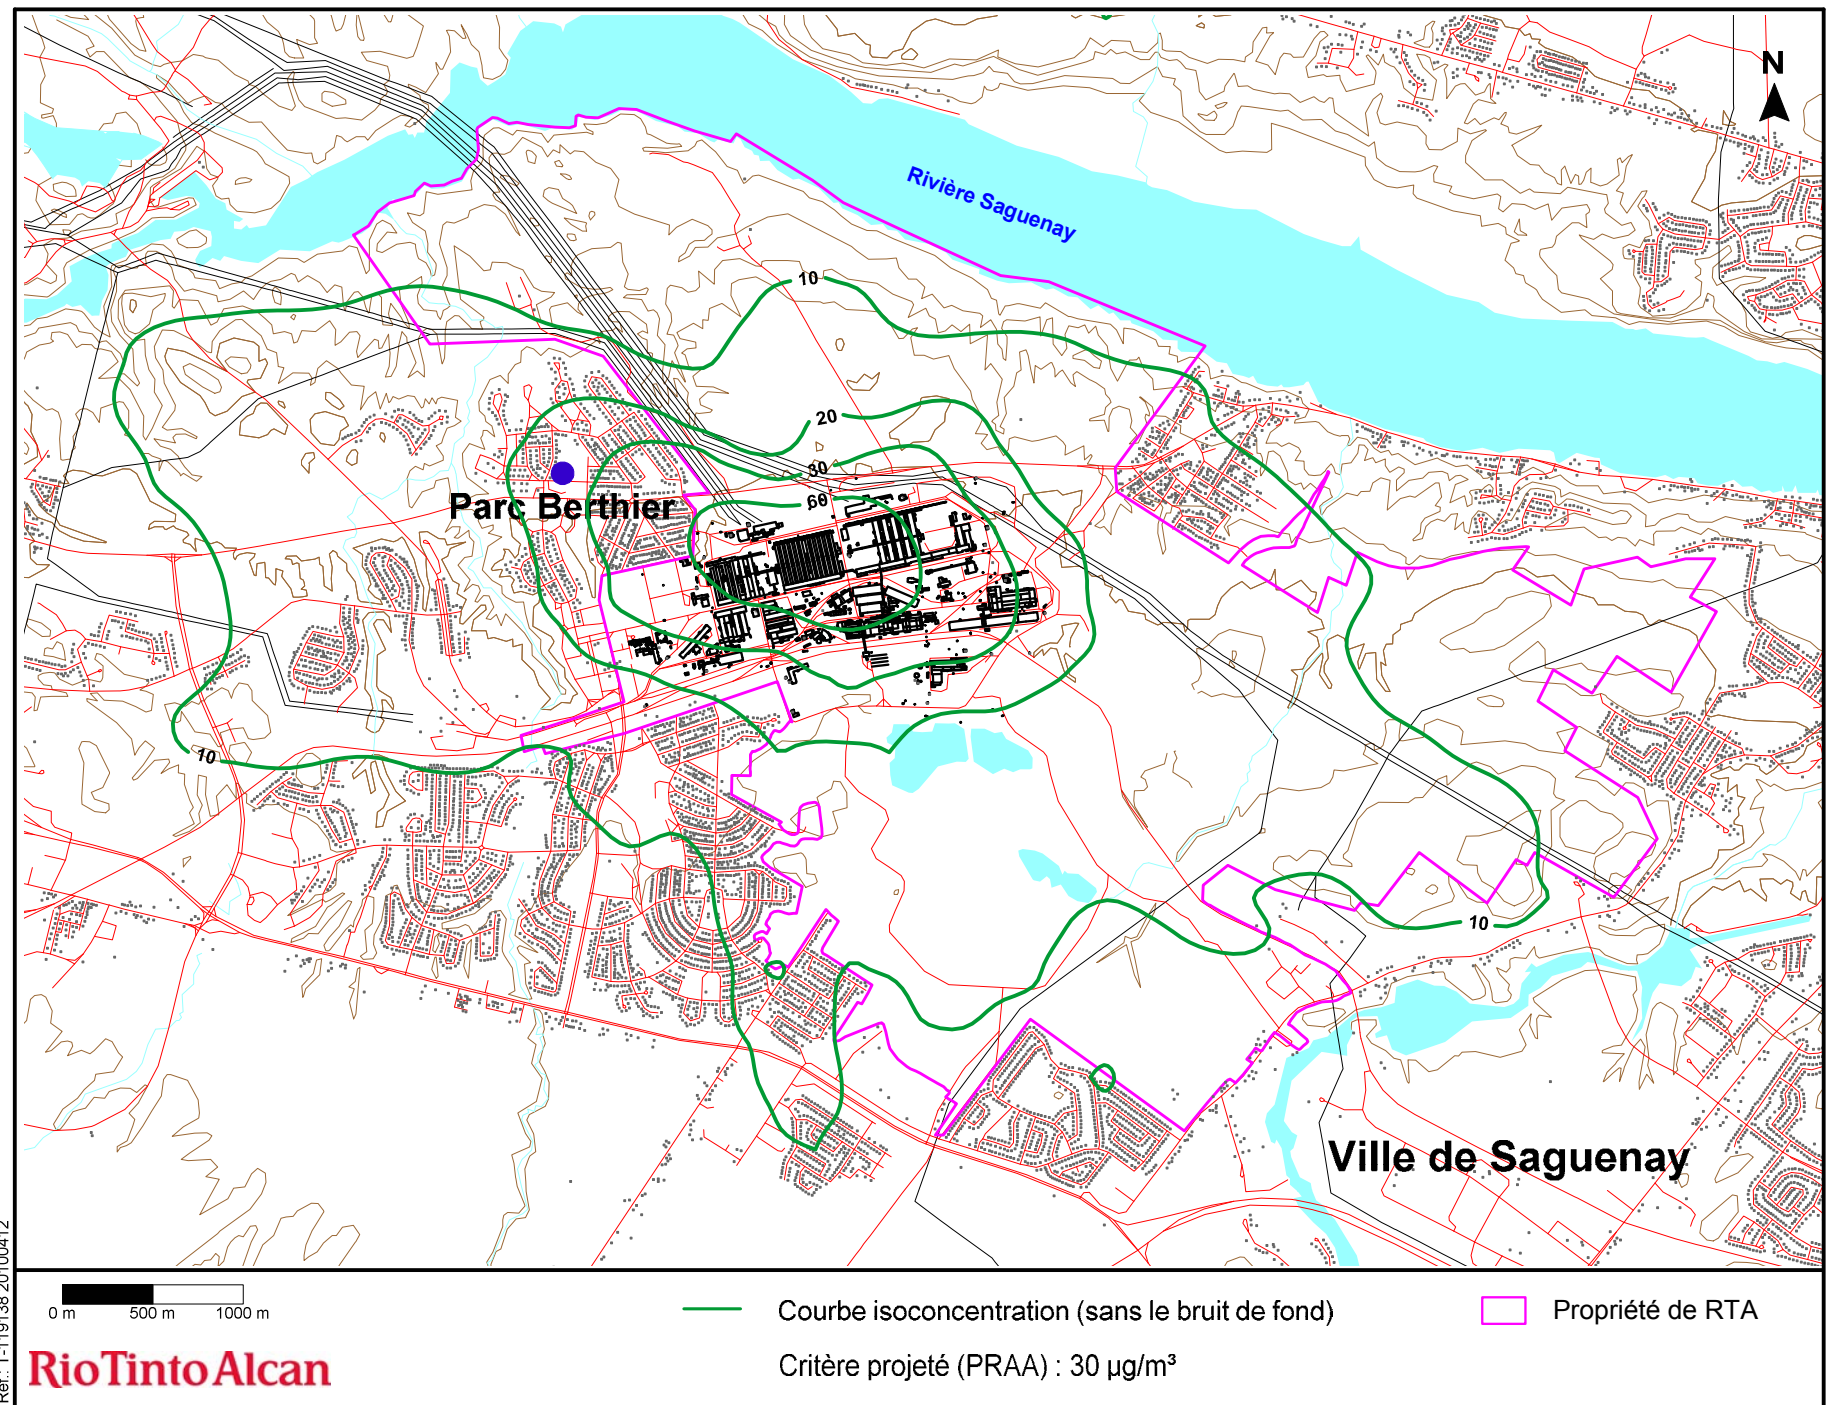 N
Rivière Saguenay
10
20
30
60
Parc Berthier
10
10
Ville de Saguenay
0 m 500 m 1000 m
Courbe isoconcentration (sans le bruit de fond)
Propriété de RTA
Critère projeté (PRAA) : 30 µg/m³
RioTintoAlcan